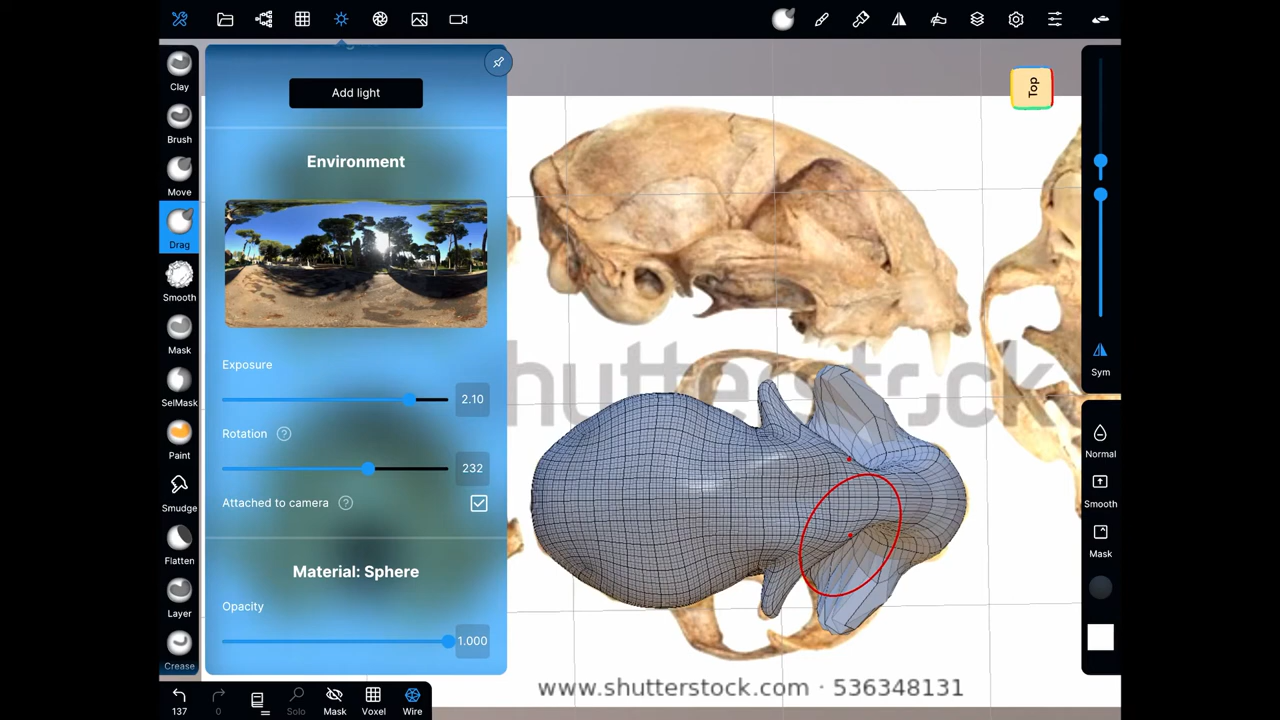 Clay
Brush
Move
Drag
Smooth
Mask
SelMask
Paint
Smudge
Flatten
Layer
Crease
Add light
Environment
Exposure
2.10
Rotation ?
232
Attached to camera ?
Material: Sphere
Opacity
1.000
137
0
Solo
Mask
Voxel
Wire
Top
shutterstock
www.shutterstock.com · 536348131
Sym
Normal
Smooth
Mask